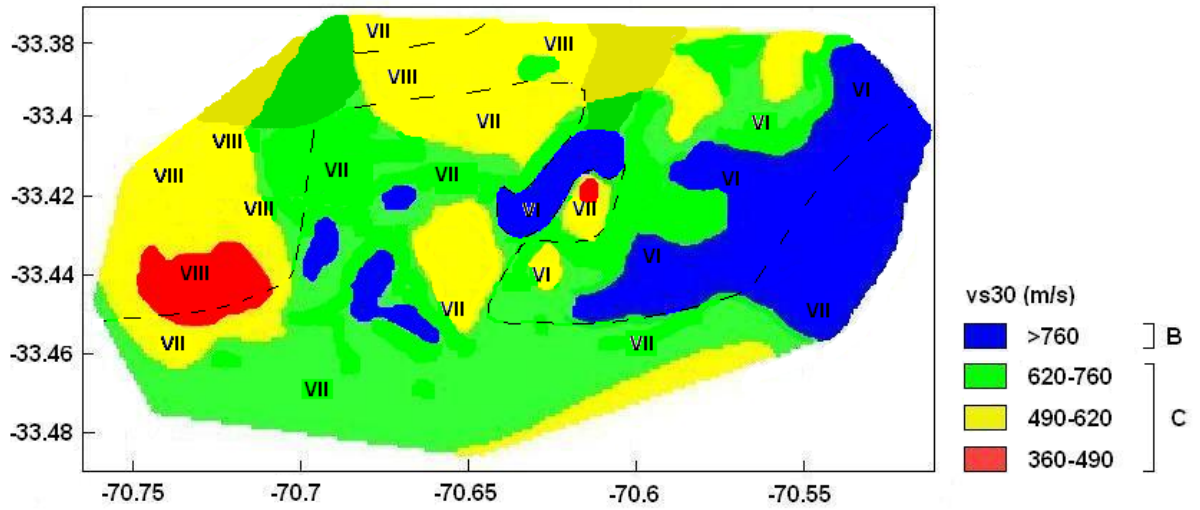 -33.38
-33.4
-33.42
-33.44
-33.46
-33.48
VII
VIII
VIII
VI
VII
VI
VIII
VII
VII
VIII
VI
VIII
VI
VII
VI
VIII
VI
VII
VII
VII
VII
VII
-70.75
-70.7
-70.65
-70.6
-70.55
vs30 (m/s)
>760
B
620-760
490-620
C
360-490